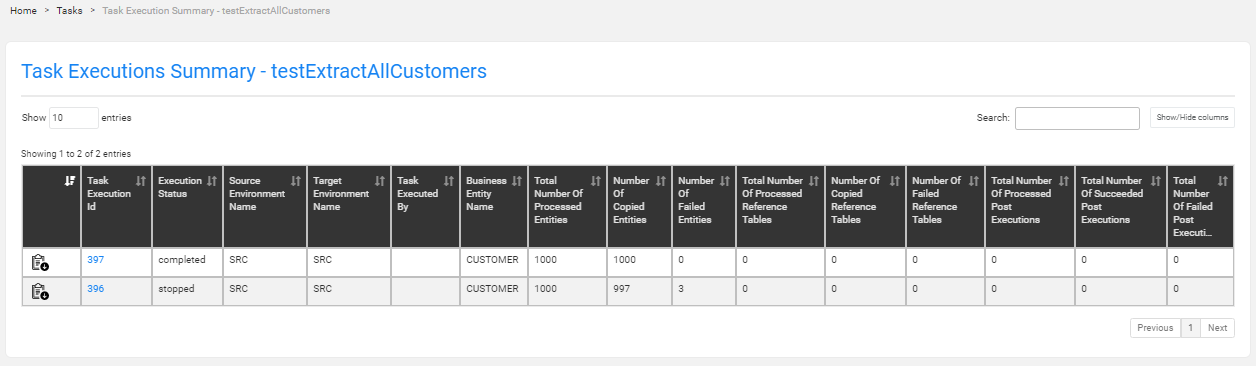 Home > Tasks > Task Execution Summary - testExtractAllCustomers
Task Executions Summary - testExtractAllCustomers
Show 10 entries
Search:
Show/Hide columns
Showing 1 to 2 of 2 entries
Task Execution Id
Execution Status
Source Environment Name
Target Environment Name
Task Executed By
Business Entity Name
Total Number Of Processed Entities
Number Of Copied Entities
Number Of Failed Entities
Total Number Of Processed Reference Tables
Number Of Copied Reference Tables
Number Of Failed Reference Tables
Total Number Of Processed Post Executions
Total Number Of Succeeded Post Executions
Total Number Of Failed Post Executi...
397 completed SRC SRC CUSTOMER 1000 1000 0 0 0 0 0 0 0
396 stopped SRC SRC CUSTOMER 1000 997 3 0 0 0 0 0 0
Previous 1 Next